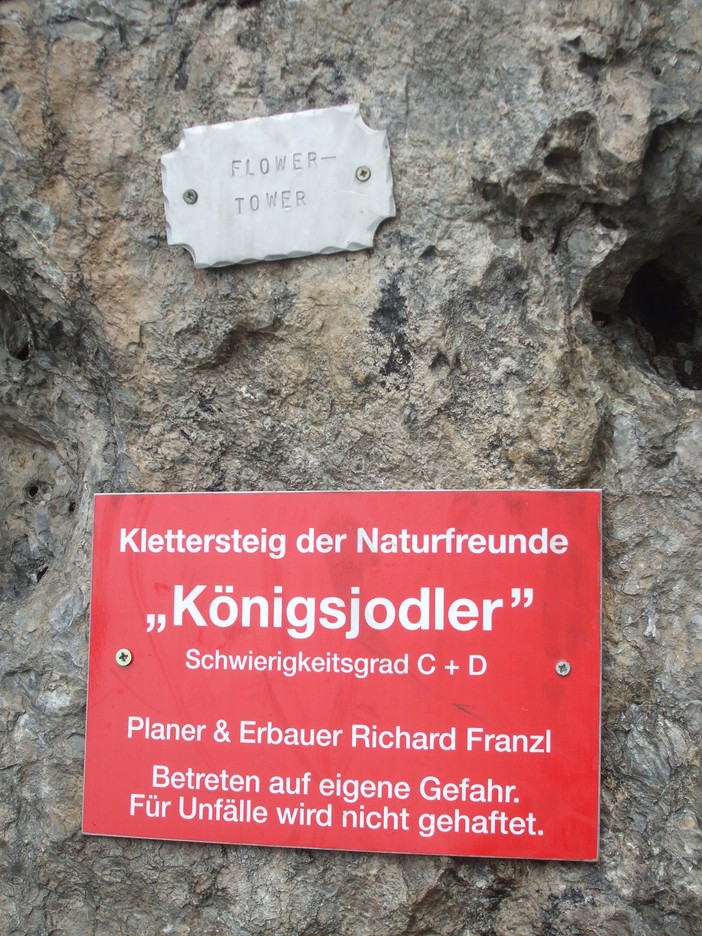 FLOWER—
TOWER
Klettersteig der Naturfreunde
„Königsjodler”
Schwierigkeitsgrad C + D
Planer & Erbauer Richard Franzl
Betreten auf eigene Gefahr.
Für Unfälle wird nicht gehaftet.